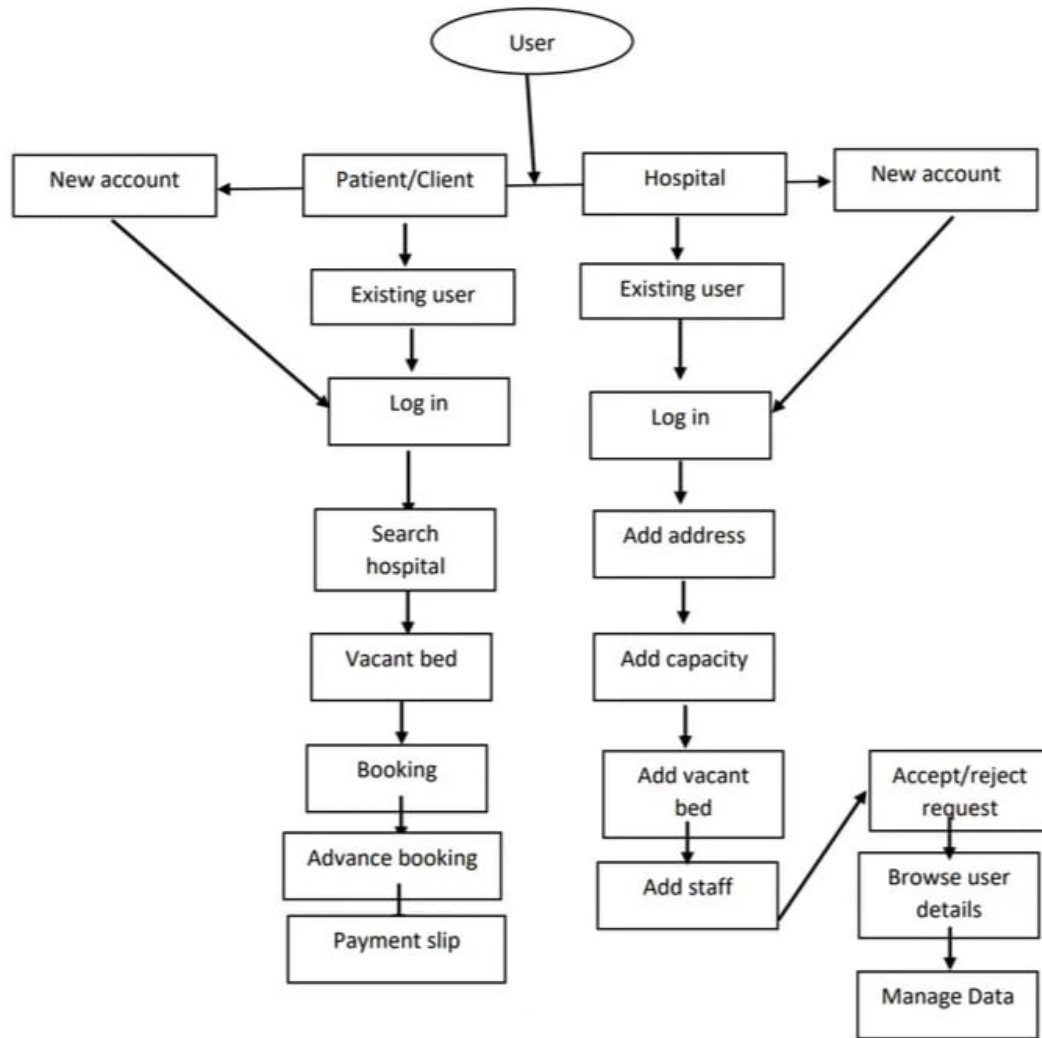 User
New account
Patient/Client
Hospital
New account
Existing user
Existing user
Log in
Log in
Search
hospital
Add address
Vacant bed
Add capacity
Booking
Add vacant
bed
Accept/reject
request
Advance booking
Add staff
Browse user
details
Payment slip
Manage Data